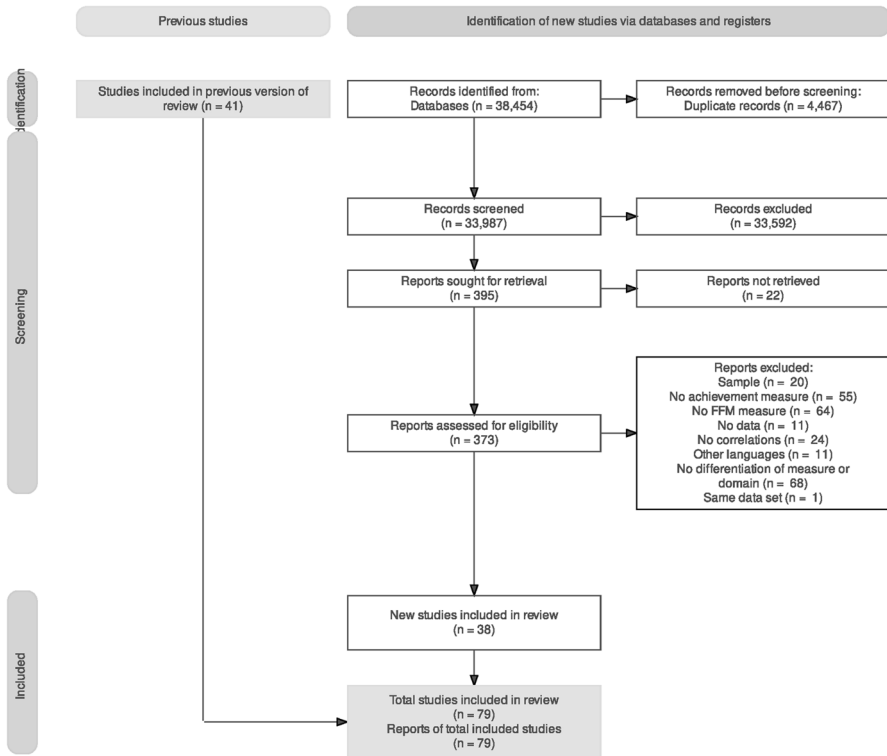 Previous studies
Identification of new studies via databases and registers
Identification
Studies included in previous version of
review (n = 41)
Records identified from:
Databases (n = 38,454)
Records removed before screening:
Duplicate records (n = 4,467)
Screening
Records screened
(n = 33,987)
Records excluded
(n = 33,592)
Reports sought for retrieval
(n = 395)
Reports not retrieved
(n = 22)
Reports assessed for eligibility
(n = 373)
Reports excluded:
Sample (n = 20)
No achievement measure (n = 55)
No FFM measure (n = 64)
No data (n = 11)
No correlations (n = 24)
Other languages (n = 11)
No differentiation of measure or
domain (n = 68)
Same data set (n = 1)
Included
New studies included in review
(n = 38)
Total studies included in review
(n = 79)
Reports of total included studies
(n = 79)